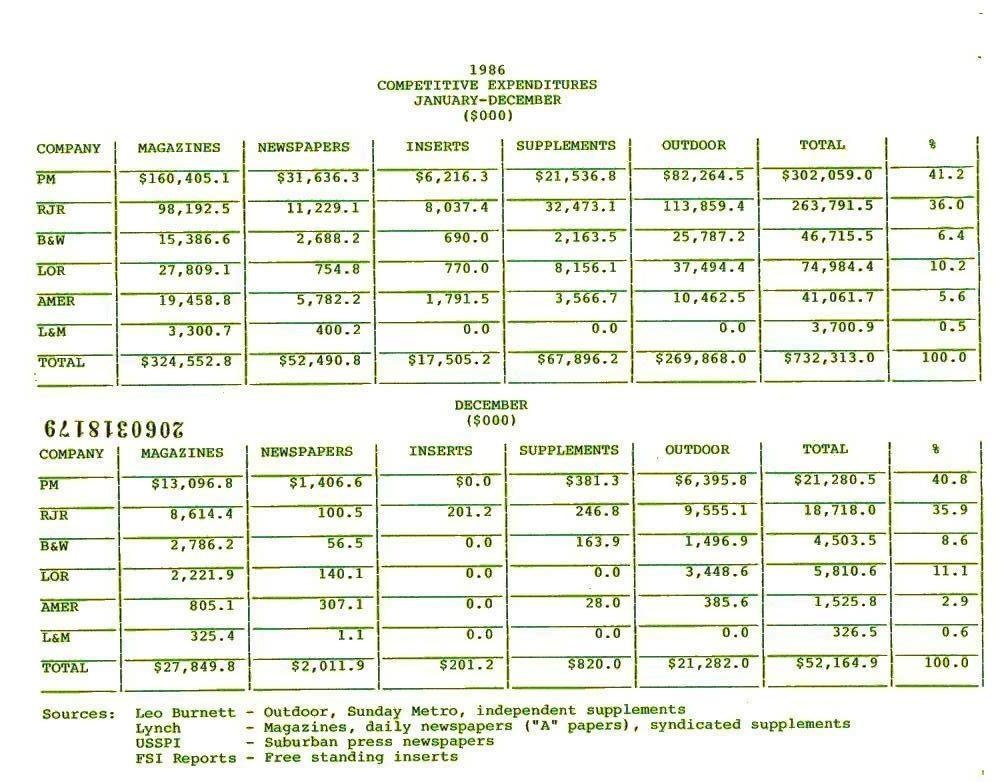 1986
COMPETITIVE EXPENDITURES
JANUARY-DECEMBER
($000)
COMPANY MAGAZINES NEWSPAPERS INSERTS SUPPLEMENTS OUTDOOR TOTAL %
PM $160,405.1 $31,636.3 $6,216.3 $21,536.8 $82,264.5 $302,059.0 41.2
RJR 98,192.5 11,229.1 8,037.4 32,473.1 113,859.4 263,791.5 36.0
B&W 15,386.6 2,688.2 690.0 2,163.5 25,787.2 46,715.5 6.4
LOR 27,809.1 754.8 770.0 8,156.1 37,494.4 74,984.4 10.2
AMER 19,458.8 5,782.2 1,791.5 3,566.7 10,462.5 41,061.7 5.6
L&M 3,300.7 400.2 0.0 0.0 0.0 3,700.9 0.5
TOTAL $324,552.8 $52,490.8 $17,505.2 $67,896.2 $269,868.0 $732,313.0 100.0
DECEMBER
($000)
2060318179
COMPANY MAGAZINES NEWSPAPERS INSERTS SUPPLEMENTS OUTDOOR TOTAL %
PM $13,096.8 $1,406.6 $0.0 $381.3 $6,395.8 $21,280.5 40.8
RJR 8,614.4 100.5 201.2 246.8 9,555.1 18,718.0 35.9
B&W 2,786.2 56.5 0.0 163.9 1,496.9 4,503.5 8.6
LOR 2,221.9 140.1 0.0 0.0 3,448.6 5,810.6 11.1
AMER 805.1 307.1 0.0 28.0 385.6 1,525.8 2.9
L&M 325.4 1.1 0.0 0.0 0.0 326.5 0.6
TOTAL $27,849.8 $2,011.9 $201.2 $820.0 $21,282.0 $52,164.9 100.0
Sources: Leo Burnett - Outdoor, Sunday Metro, independent supplements
Lynch - Magazines, daily newspapers ("A" papers), syndicated supplements
USSPI - Suburban press newspapers
FSI Reports - Free standing inserts